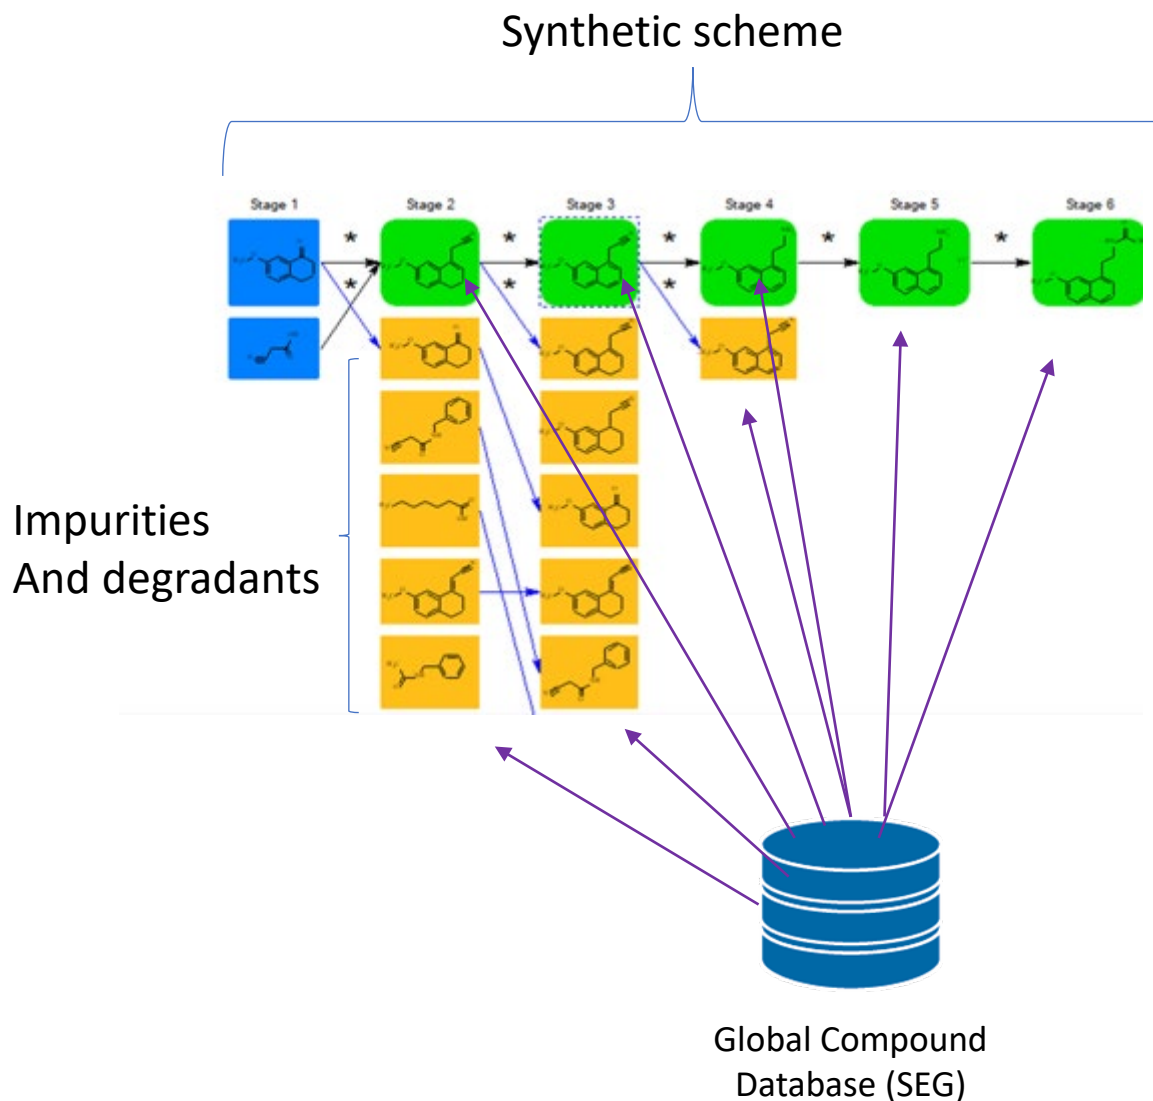 Synthetic scheme
Stage 1
Stage 2
Stage 3
Stage 4
Stage 5
Stage 6
* * * * *
* * *
Impurities
And degradants
Global Compound
Database (SEG)